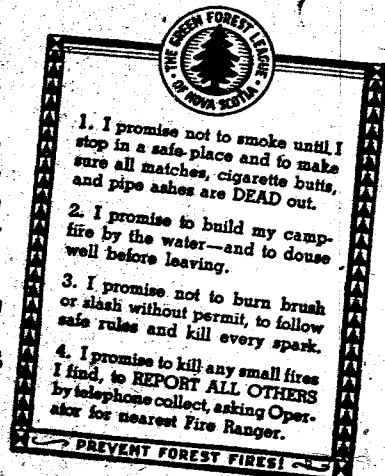 THE GREEN FOREST LEAGUE
OF NOVA SCOTIA
1. I promise not to smoke until I
stop in a safe place and to make
sure all matches, cigarette butts,
and pipe ashes are DEAD out.
2. I promise to build my camp-
fire by the water—and to douse
well before leaving.
3. I promise not to burn brush
or slash without permit, to follow
safe rules and kill every spark.
4. I promise to kill any small fires
I find, to REPORT ALL OTHERS
by telephone collect, asking Oper-
ator for nearest Fire Ranger.
PREVENT FOREST FIRES!